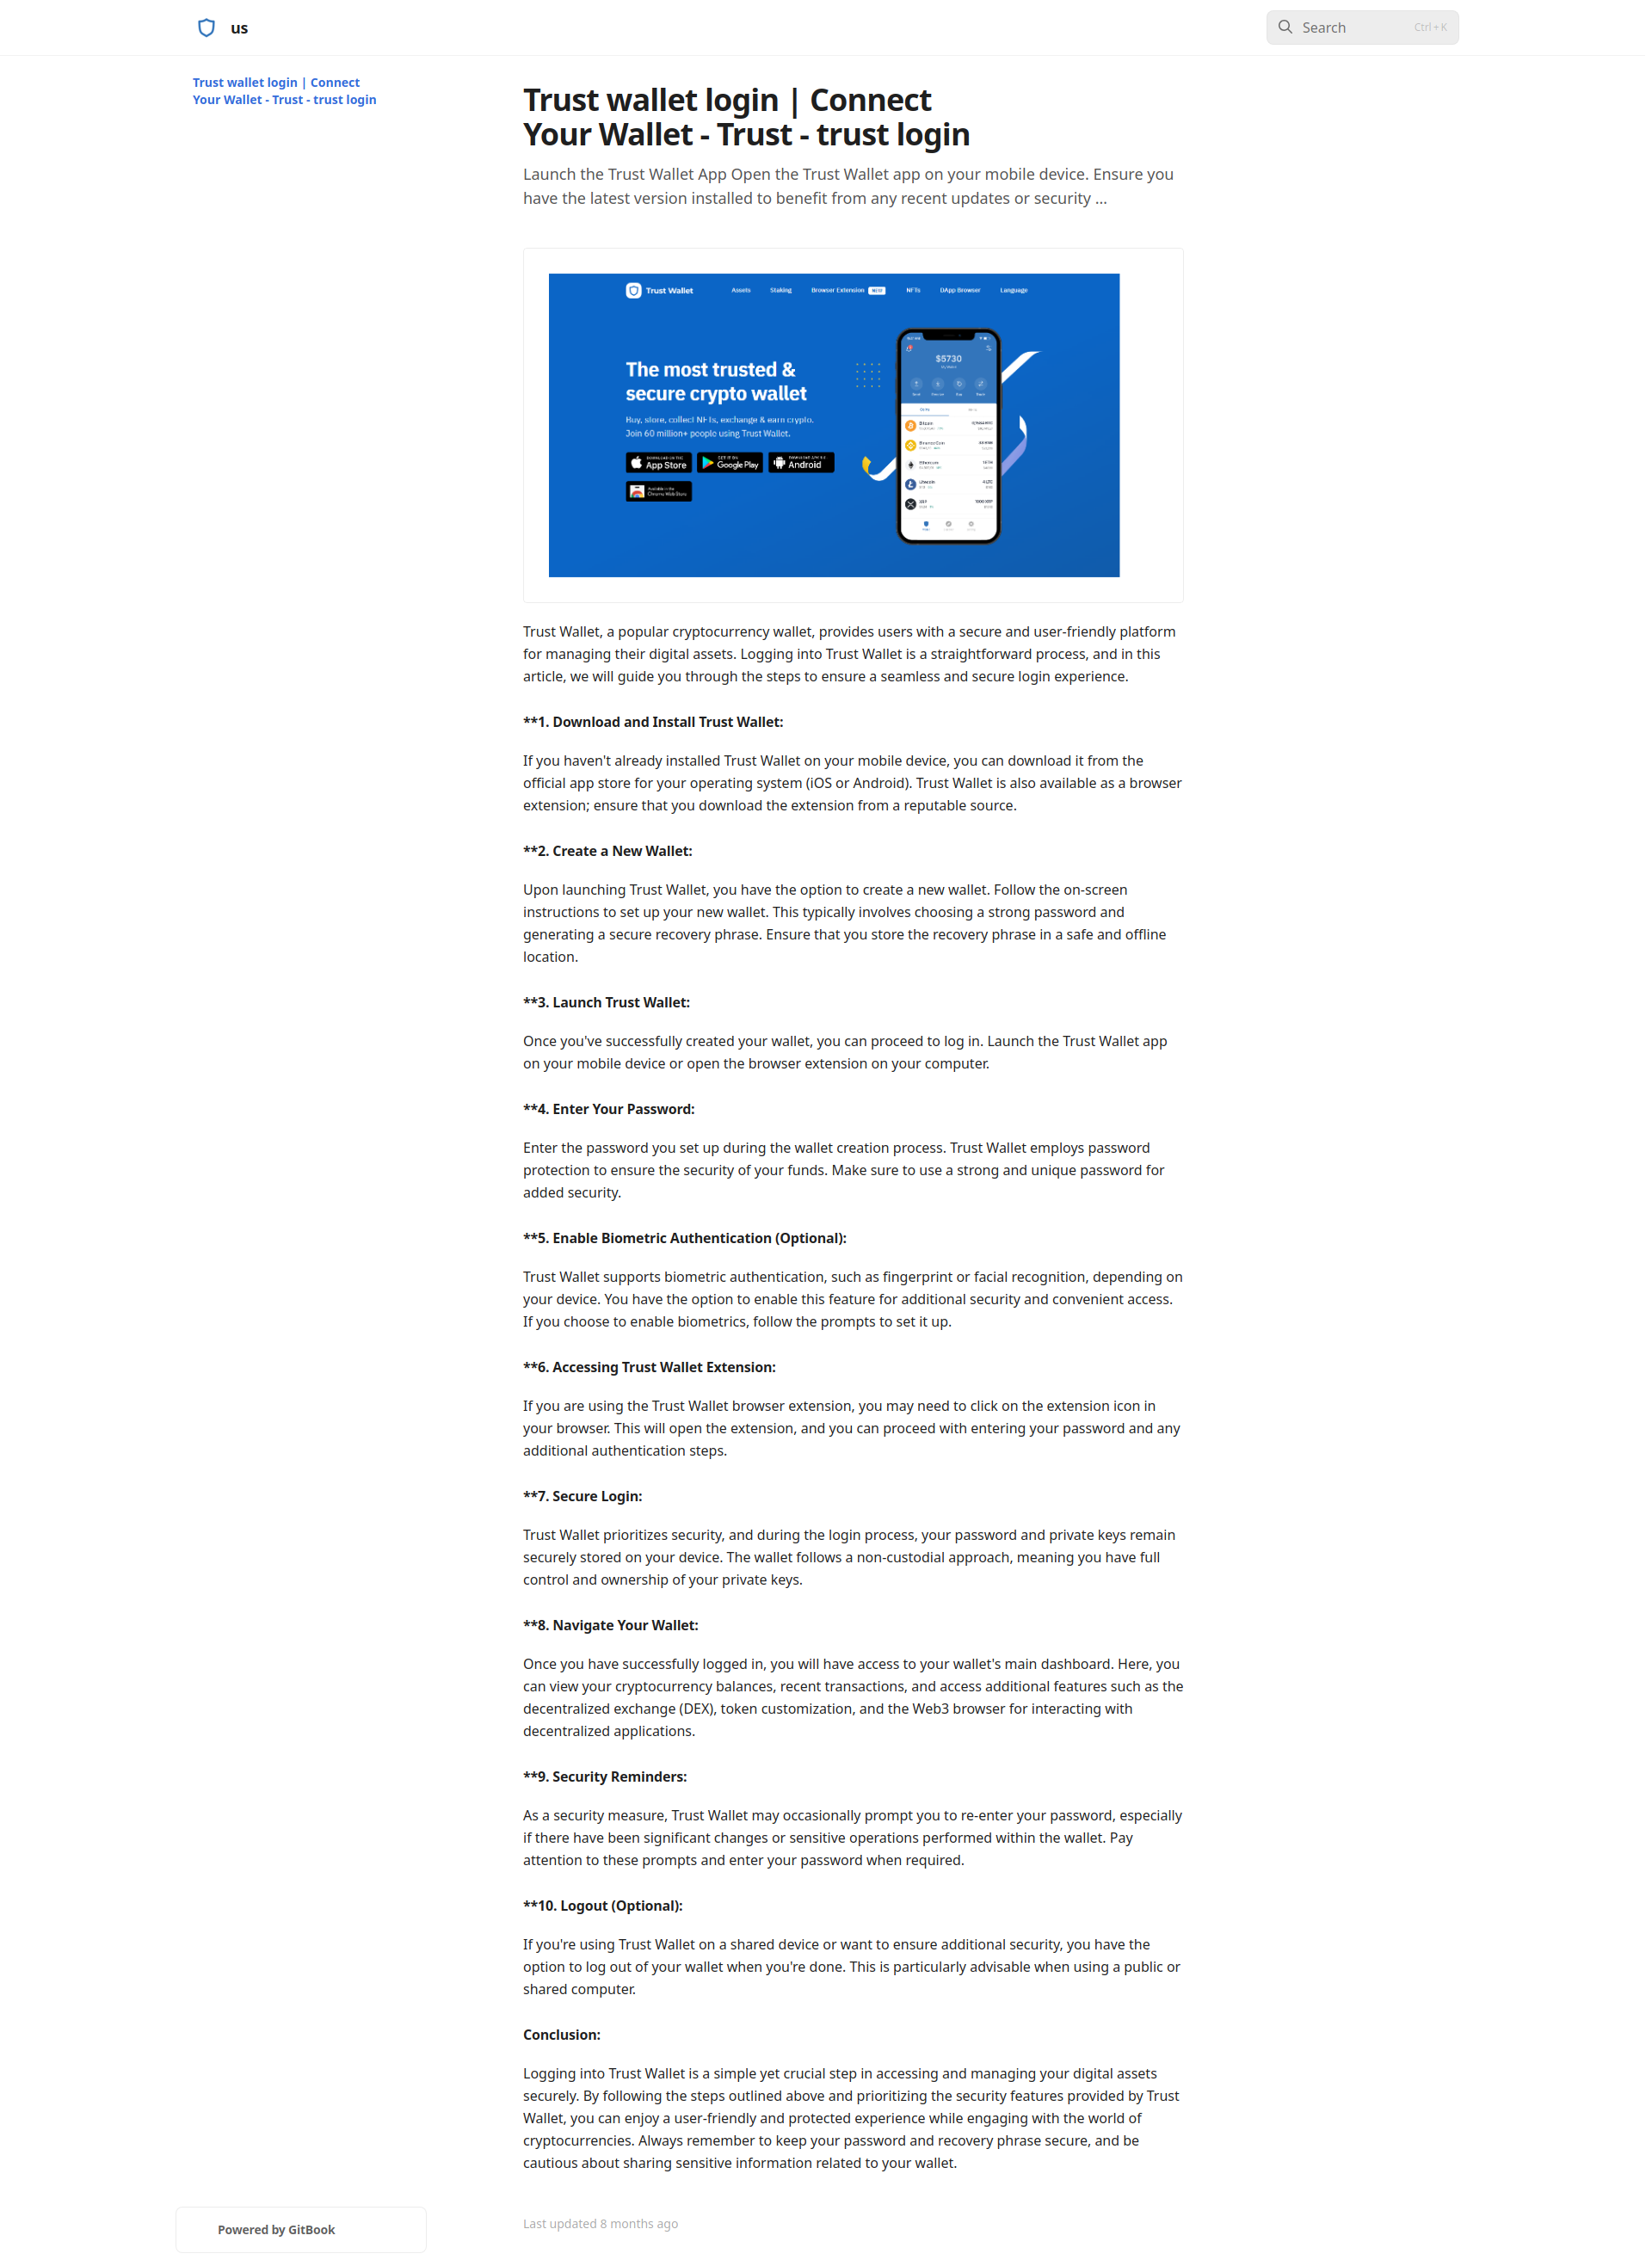 us
Search
Ctrl + K
Trust wallet login | Connect
Your Wallet - Trust - trust login
Trust wallet login | Connect
Your Wallet - Trust - trust login
Launch the Trust Wallet App Open the Trust Wallet app on your mobile device. Ensure you
have the latest version installed to benefit from any recent updates or security ...
Trust Wallet
Assets
Staking
Browser Extension
NEW
NFTs
DApp Browser
Language
The most trusted &
secure crypto wallet
Buy, store, collect NFTs, exchange & earn crypto.
Join 60 million+ people using Trust Wallet.
Download on the
App Store
GET IT ON
Google Play
Android
Available in the
Chrome Web Store
$5730
Bitcoin
Ethereum
Trust Wallet, a popular cryptocurrency wallet, provides users with a secure and user-friendly platform
for managing their digital assets. Logging into Trust Wallet is a straightforward process, and in this
article, we will guide you through the steps to ensure a seamless and secure login experience.
**1. Download and Install Trust Wallet:
If you haven't already installed Trust Wallet on your mobile device, you can download it from the
official app store for your operating system (iOS or Android). Trust Wallet is also available as a browser
extension; ensure that you download the extension from a reputable source.
**2. Create a New Wallet:
Upon launching Trust Wallet, you have the option to create a new wallet. Follow the on-screen
instructions to set up your new wallet. This typically involves choosing a strong password and
generating a secure recovery phrase. Ensure that you store the recovery phrase in a safe and offline
location.
**3. Launch Trust Wallet:
Once you've successfully created your wallet, you can proceed to log in. Launch the Trust Wallet app
on your mobile device or open the browser extension on your computer.
**4. Enter Your Password:
Enter the password you set up during the wallet creation process. Trust Wallet employs password
protection to ensure the security of your funds. Make sure to use a strong and unique password for
added security.
**5. Enable Biometric Authentication (Optional):
Trust Wallet supports biometric authentication, such as fingerprint or facial recognition, depending on
your device. You have the option to enable this feature for additional security and convenient access.
If you choose to enable biometrics, follow the prompts to set it up.
**6. Accessing Trust Wallet Extension:
If you are using the Trust Wallet browser extension, you may need to click on the extension icon in
your browser. This will open the extension, and you can proceed with entering your password and any
additional authentication steps.
**7. Secure Login:
Trust Wallet prioritizes security, and during the login process, your password and private keys remain
securely stored on your device. The wallet follows a non-custodial approach, meaning you have full
control and ownership of your private keys.
**8. Navigate Your Wallet:
Once you have successfully logged in, you will have access to your wallet's main dashboard. Here, you
can view your cryptocurrency balances, recent transactions, and access additional features such as the
decentralized exchange (DEX), token customization, and the Web3 browser for interacting with
decentralized applications.
**9. Security Reminders:
As a security measure, Trust Wallet may occasionally prompt you to re-enter your password, especially
if there have been significant changes or sensitive operations performed within the wallet. Pay
attention to these prompts and enter your password when required.
**10. Logout (Optional):
If you're using Trust Wallet on a shared device or want to ensure additional security, you have the
option to log out of your wallet when you're done. This is particularly advisable when using a public or
shared computer.
Conclusion:
Logging into Trust Wallet is a simple yet crucial step in accessing and managing your digital assets
securely. By following the steps outlined above and prioritizing the security features provided by Trust
Wallet, you can enjoy a user-friendly and protected experience while engaging with the world of
cryptocurrencies. Always remember to keep your password and recovery phrase secure, and be
cautious about sharing sensitive information related to your wallet.
Powered by GitBook
Last updated 8 months ago